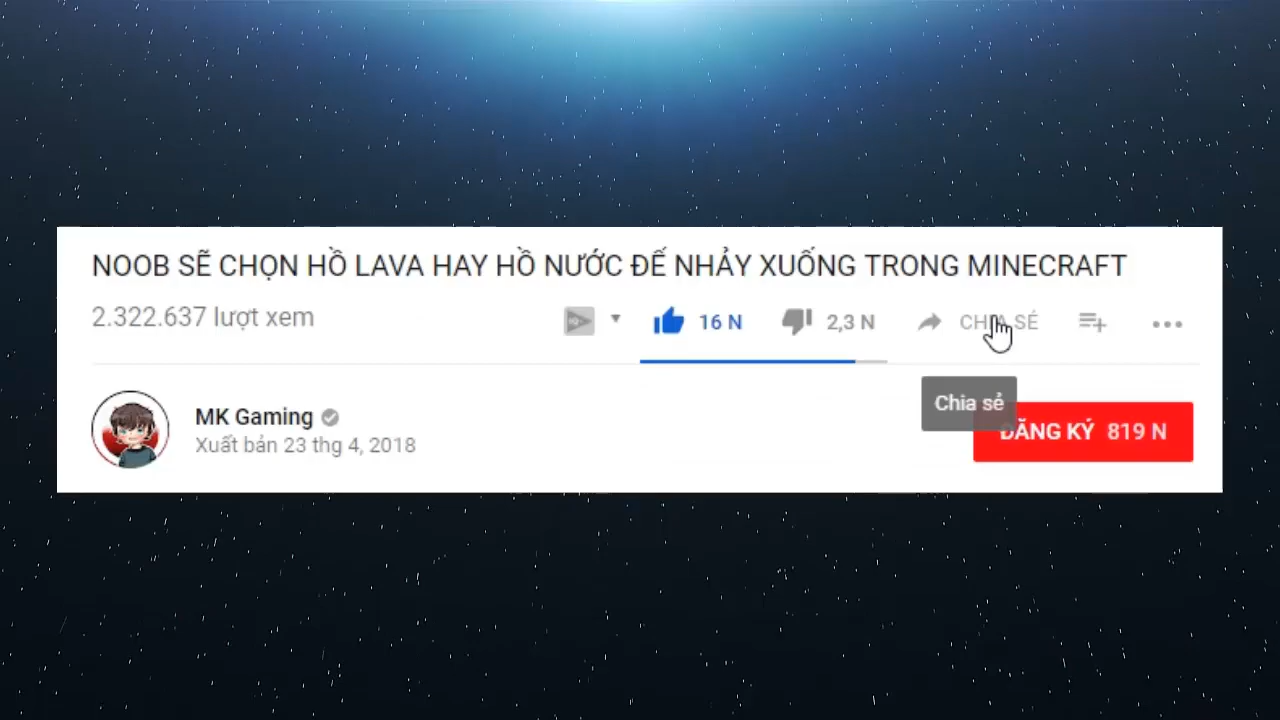 NOOB SẼ CHỌN HỒ LAVA HAY HỒ NƯỚC ĐẾ NHẢY XUỐNG TRONG MINECRAFT
2.322.637 lượt xem
16 N
2,3 N
CHIA SẺ
MK Gaming
Xuất bản 23 thg 4, 2018
Chia sẻ
ĐĂNG KÝ 819 N